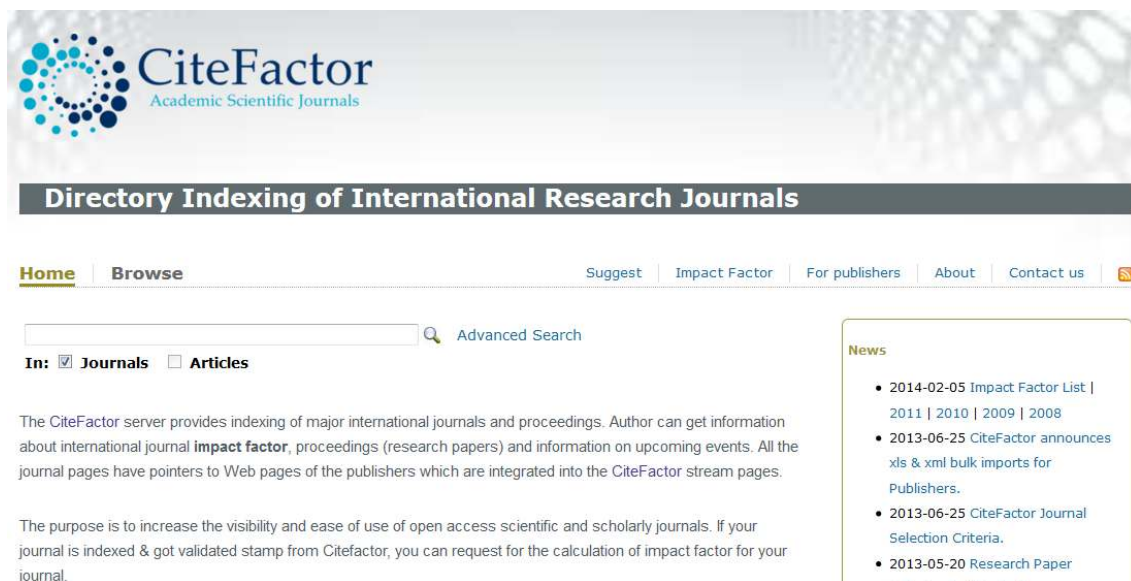 CiteFactor
Academic Scientific Journals
Directory Indexing of International Research Journals
Home Browse Suggest Impact Factor For publishers About Contact us
Advanced Search
In: Journals Articles
The CiteFactor server provides indexing of major international journals and proceedings. Author can get information
about international journal impact factor, proceedings (research papers) and information on upcoming events. All the
journal pages have pointers to Web pages of the publishers which are integrated into the CiteFactor stream pages.
The purpose is to increase the visibility and ease of use of open access scientific and scholarly journals. If your
journal is indexed & got validated stamp from Citefactor, you can request for the calculation of impact factor for your
journal.
News
• 2014-02-05 Impact Factor List |
2011 | 2010 | 2009 | 2008
• 2013-06-25 CiteFactor announces
xls & xml bulk imports for
Publishers.
• 2013-06-25 CiteFactor Journal
Selection Criteria.
• 2013-05-20 Research Paper